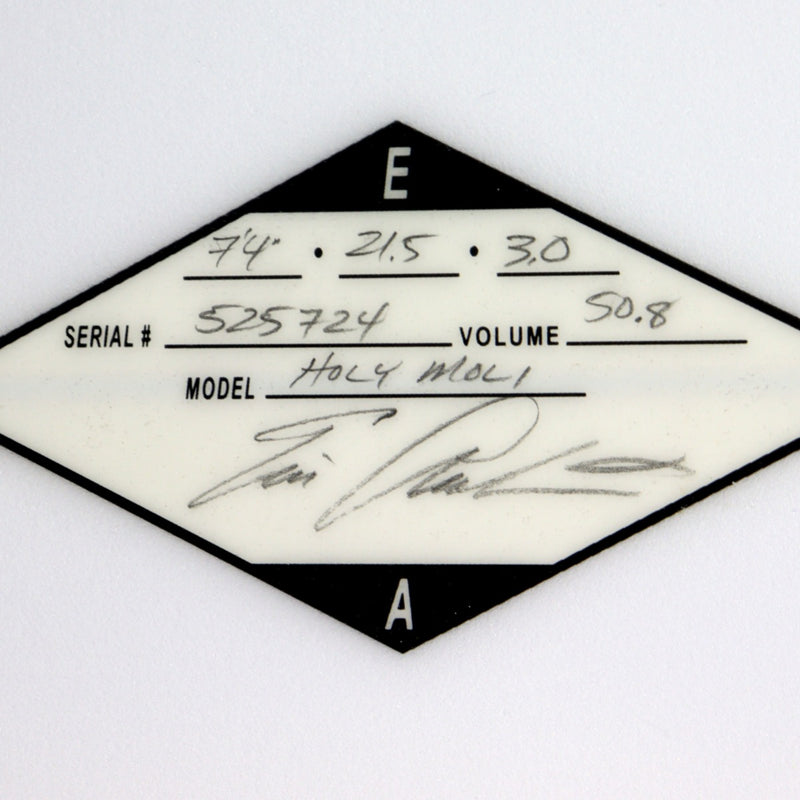 E
7'4" • 21.5 • 3.0
SERIAL # 525724 VOLUME 50.8
MODEL HOLY MOLI
A